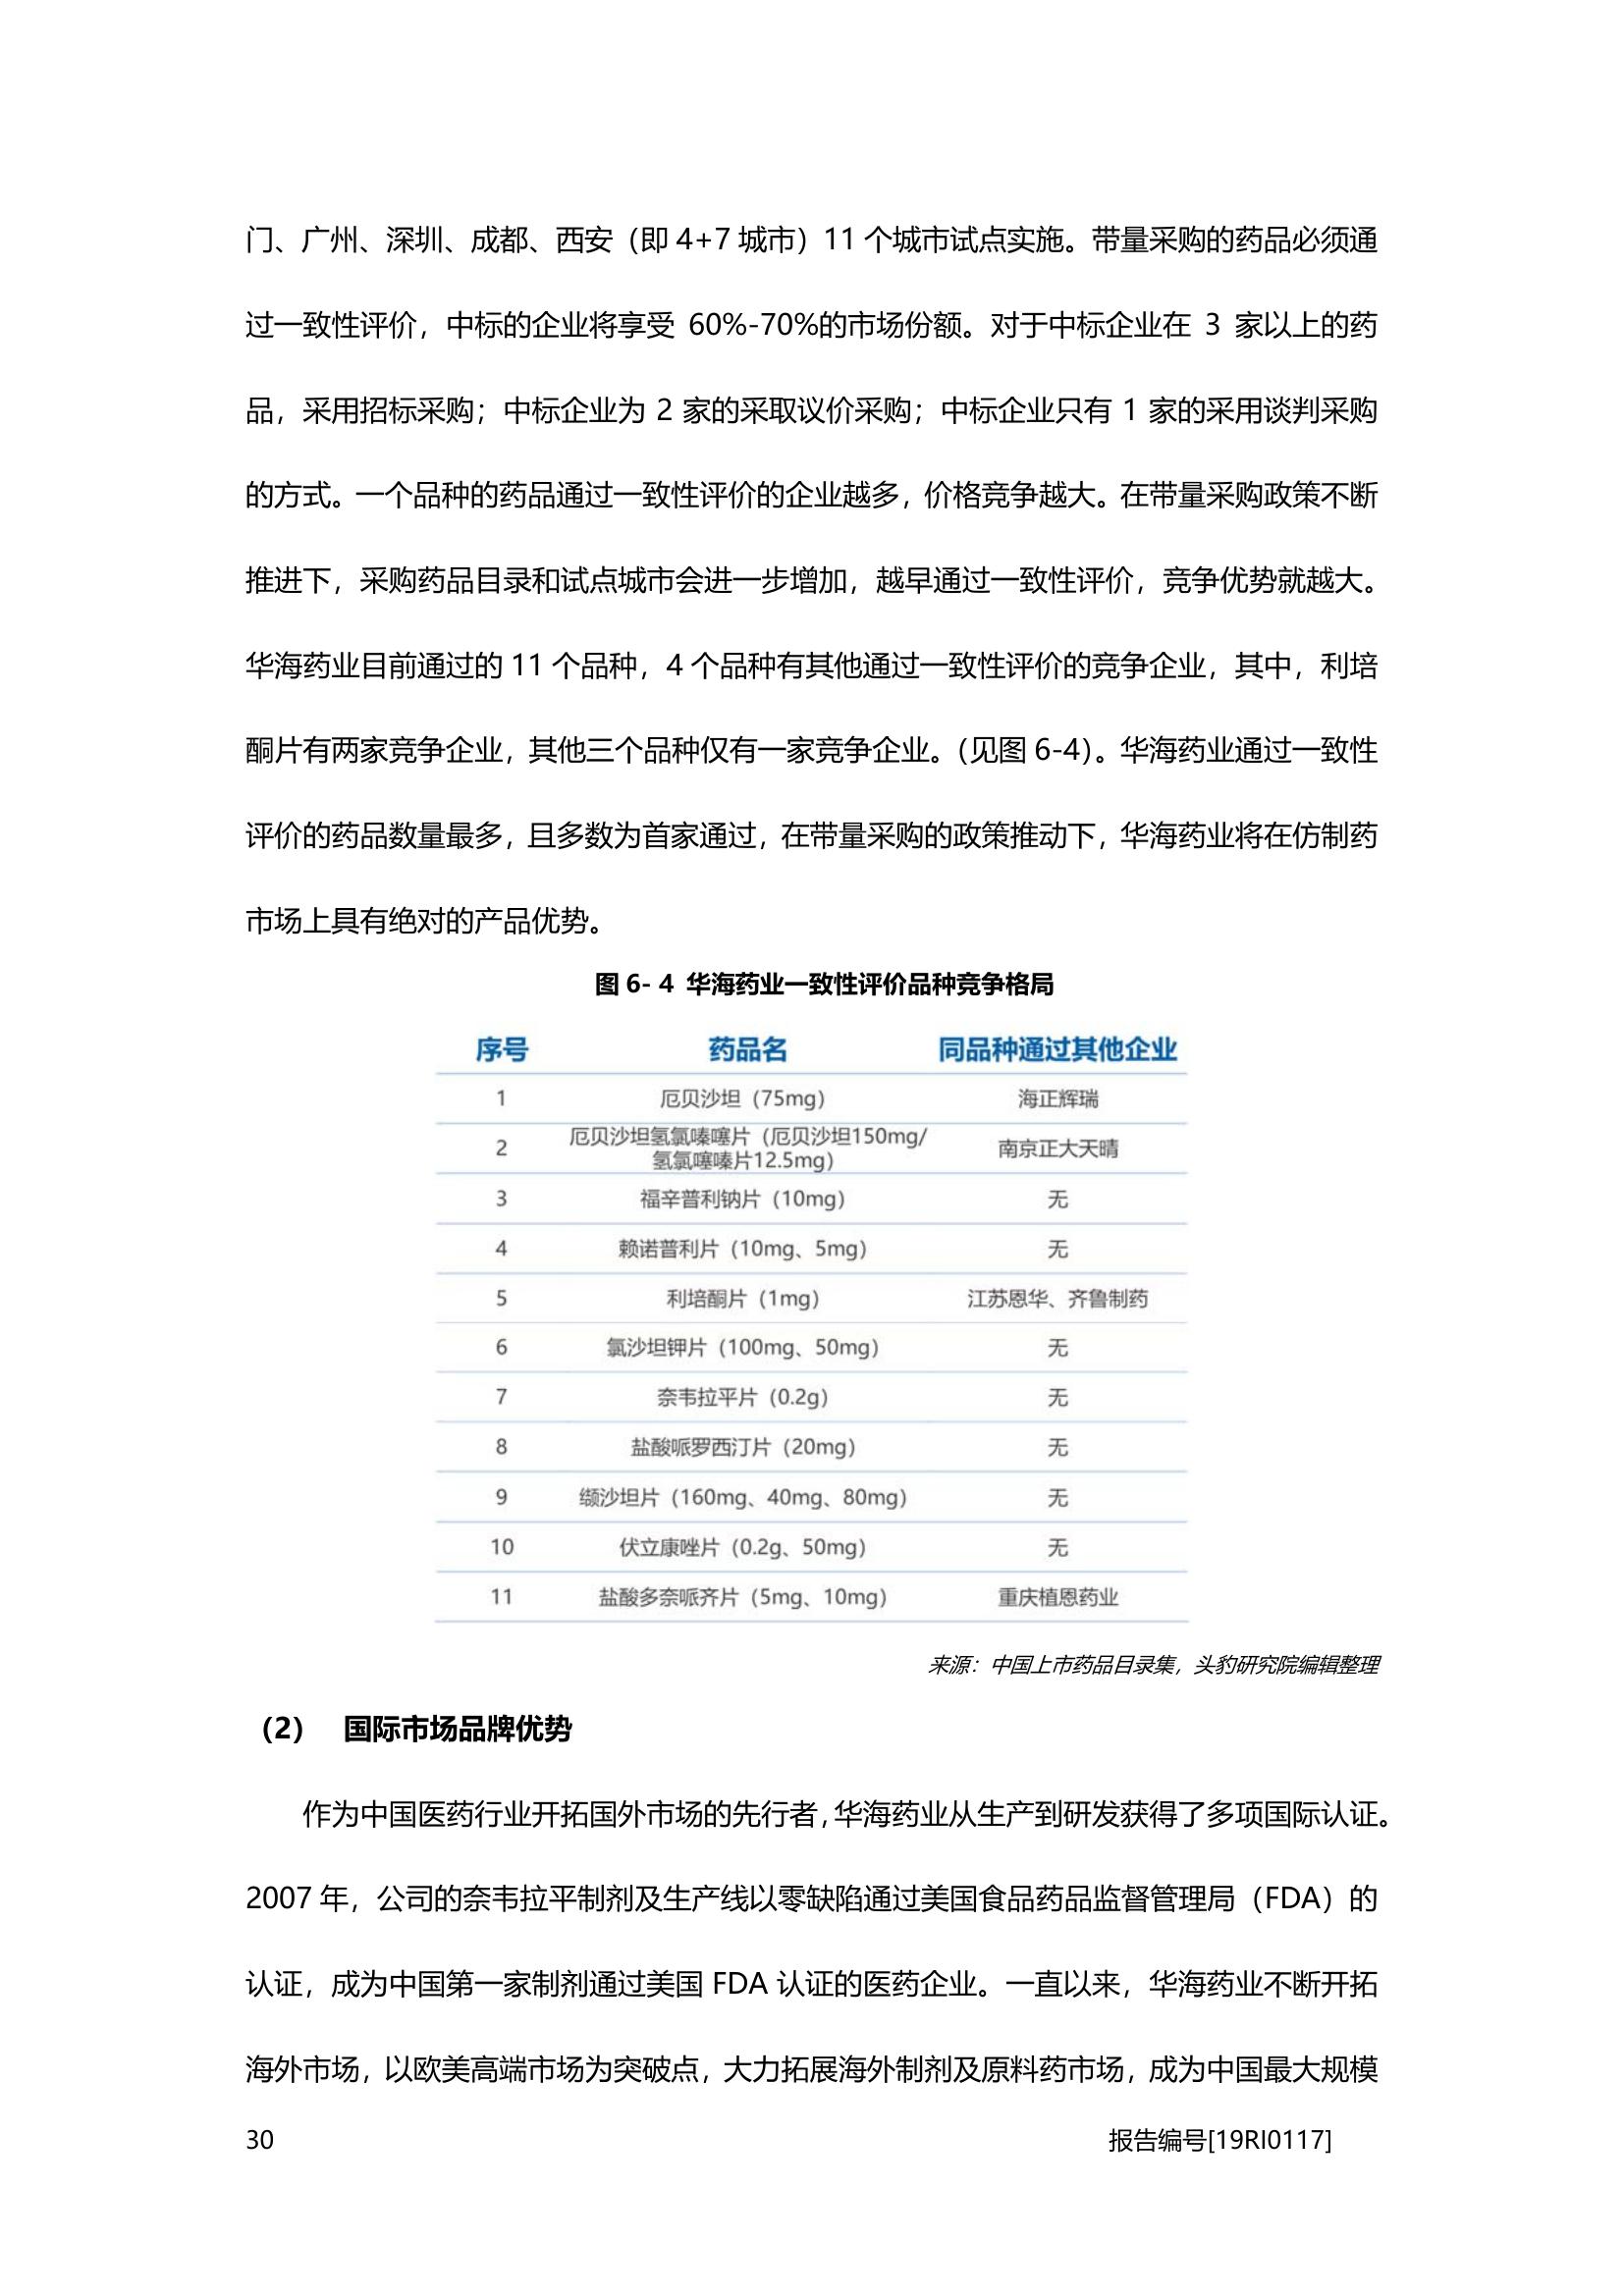 门、广州、深圳、成都、西安（即 4+7 城市）11 个城市试点实施。带量采购的药品必须通
过一致性评价，中标的企业将享受 60%-70%的市场份额。对于中标企业在 3 家以上的药
品，采用招标采购；中标企业为 2 家的采取议价采购；中标企业只有 1 家的采用谈判采购
的方式。一个品种的药品通过一致性评价的企业越多，价格竞争越大。在带量采购政策不断
推进下，采购药品目录和试点城市会进一步增加，越早通过一致性评价，竞争优势就越大。
华海药业目前通过的 11 个品种，4 个品种有其他通过一致性评价的竞争企业，其中，利培
酮片有两家竞争企业，其他三个品种仅有一家竞争企业。（见图 6-4）。华海药业通过一致性
评价的药品数量最多，且多数为首家通过，在带量采购的政策推动下，华海药业将在仿制药
市场上具有绝对的产品优势。
图 6- 4 华海药业一致性评价品种竞争格局
序号 药品名 同品种通过其他企业
1 厄贝沙坦（75mg） 海正辉瑞
2 厄贝沙坦氢氯嗪噻片（厄贝沙坦150mg/
氢氯噻嗪片12.5mg） 南京正大天晴
3 福辛普利钠片（10mg） 无
4 赖诺普利片（10mg、5mg） 无
5 利培酮片（1mg） 江苏恩华、齐鲁制药
6 氯沙坦钾片（100mg、50mg） 无
7 奈韦拉平片（0.2g） 无
8 盐酸哌罗西汀片（20mg） 无
9 缬沙坦片（160mg、40mg、80mg） 无
10 伏立康唑片（0.2g、50mg） 无
11 盐酸多奈哌齐片（5mg、10mg） 重庆植恩药业
来源：中国上市药品目录集，头豹研究院编辑整理
（2） 国际市场品牌优势
作为中国医药行业开拓国外市场的先行者，华海药业从生产到研发获得了多项国际认证。
2007 年，公司的奈韦拉平制剂及生产线以零缺陷通过美国食品药品监督管理局（FDA）的
认证，成为中国第一家制剂通过美国 FDA 认证的医药企业。一直以来，华海药业不断开拓
海外市场，以欧美高端市场为突破点，大力拓展海外制剂及原料药市场，成为中国最大规模
30 报告编号[19RI0117]